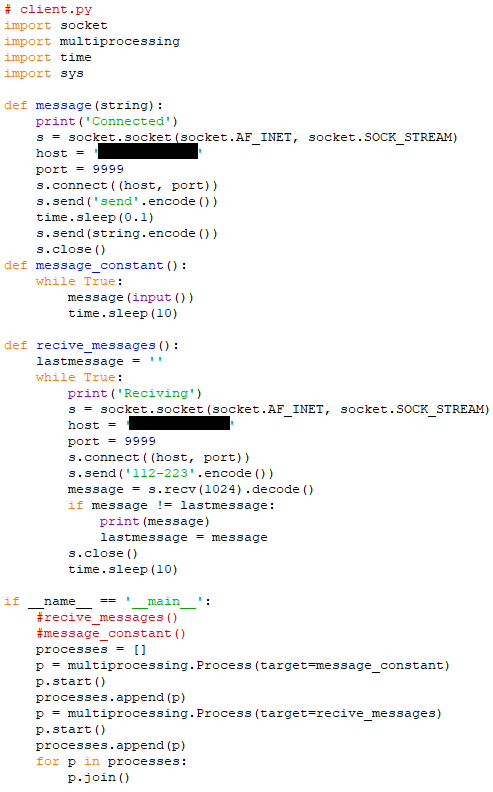 # client.py
import socket
import multiprocessing
import time
import sys

def message(string):
    print('Connected')
    s = socket.socket(socket.AF_INET, socket.SOCK_STREAM)
    host = ' '
    port = 9999
    s.connect((host, port))
    s.send('send'.encode())
    time.sleep(0.1)
    s.send(string.encode())
    s.close()
def message_constant():
    while True:
        message(input())
        time.sleep(10)

def recive_messages():
    lastmessage = ''
    while True:
        print('Reciving')
        s = socket.socket(socket.AF_INET, socket.SOCK_STREAM)
        host = ' '
        port = 9999
        s.connect((host, port))
        s.send('112-223'.encode())
        message = s.recv(1024).decode()
        if message != lastmessage:
            print(message)
            lastmessage = message
        s.close()
        time.sleep(10)

if __name__ == '__main__':
    #recive_messages()
    #message_constant()
    processes = []
    p = multiprocessing.Process(target=message_constant)
    p.start()
    processes.append(p)
    p = multiprocessing.Process(target=recive_messages)
    p.start()
    processes.append(p)
    for p in processes:
        p.join()